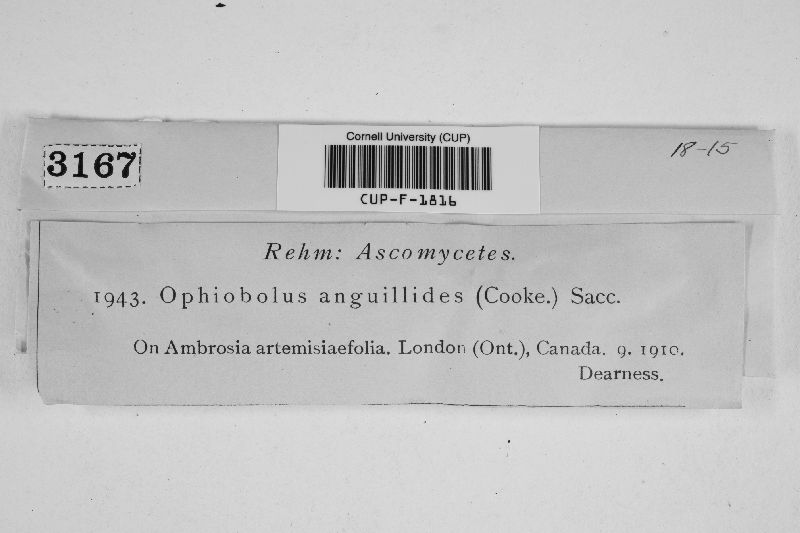 Cornell University (CUP)
3167
18-15
CUP-F-1816
Rehm: Ascomycetes.
1943. Ophiobolus anguillides (Cooke.) Sacc.
On Ambrosia artemisiaefolia. London (Ont.), Canada. 9. 1910.
Dearness.